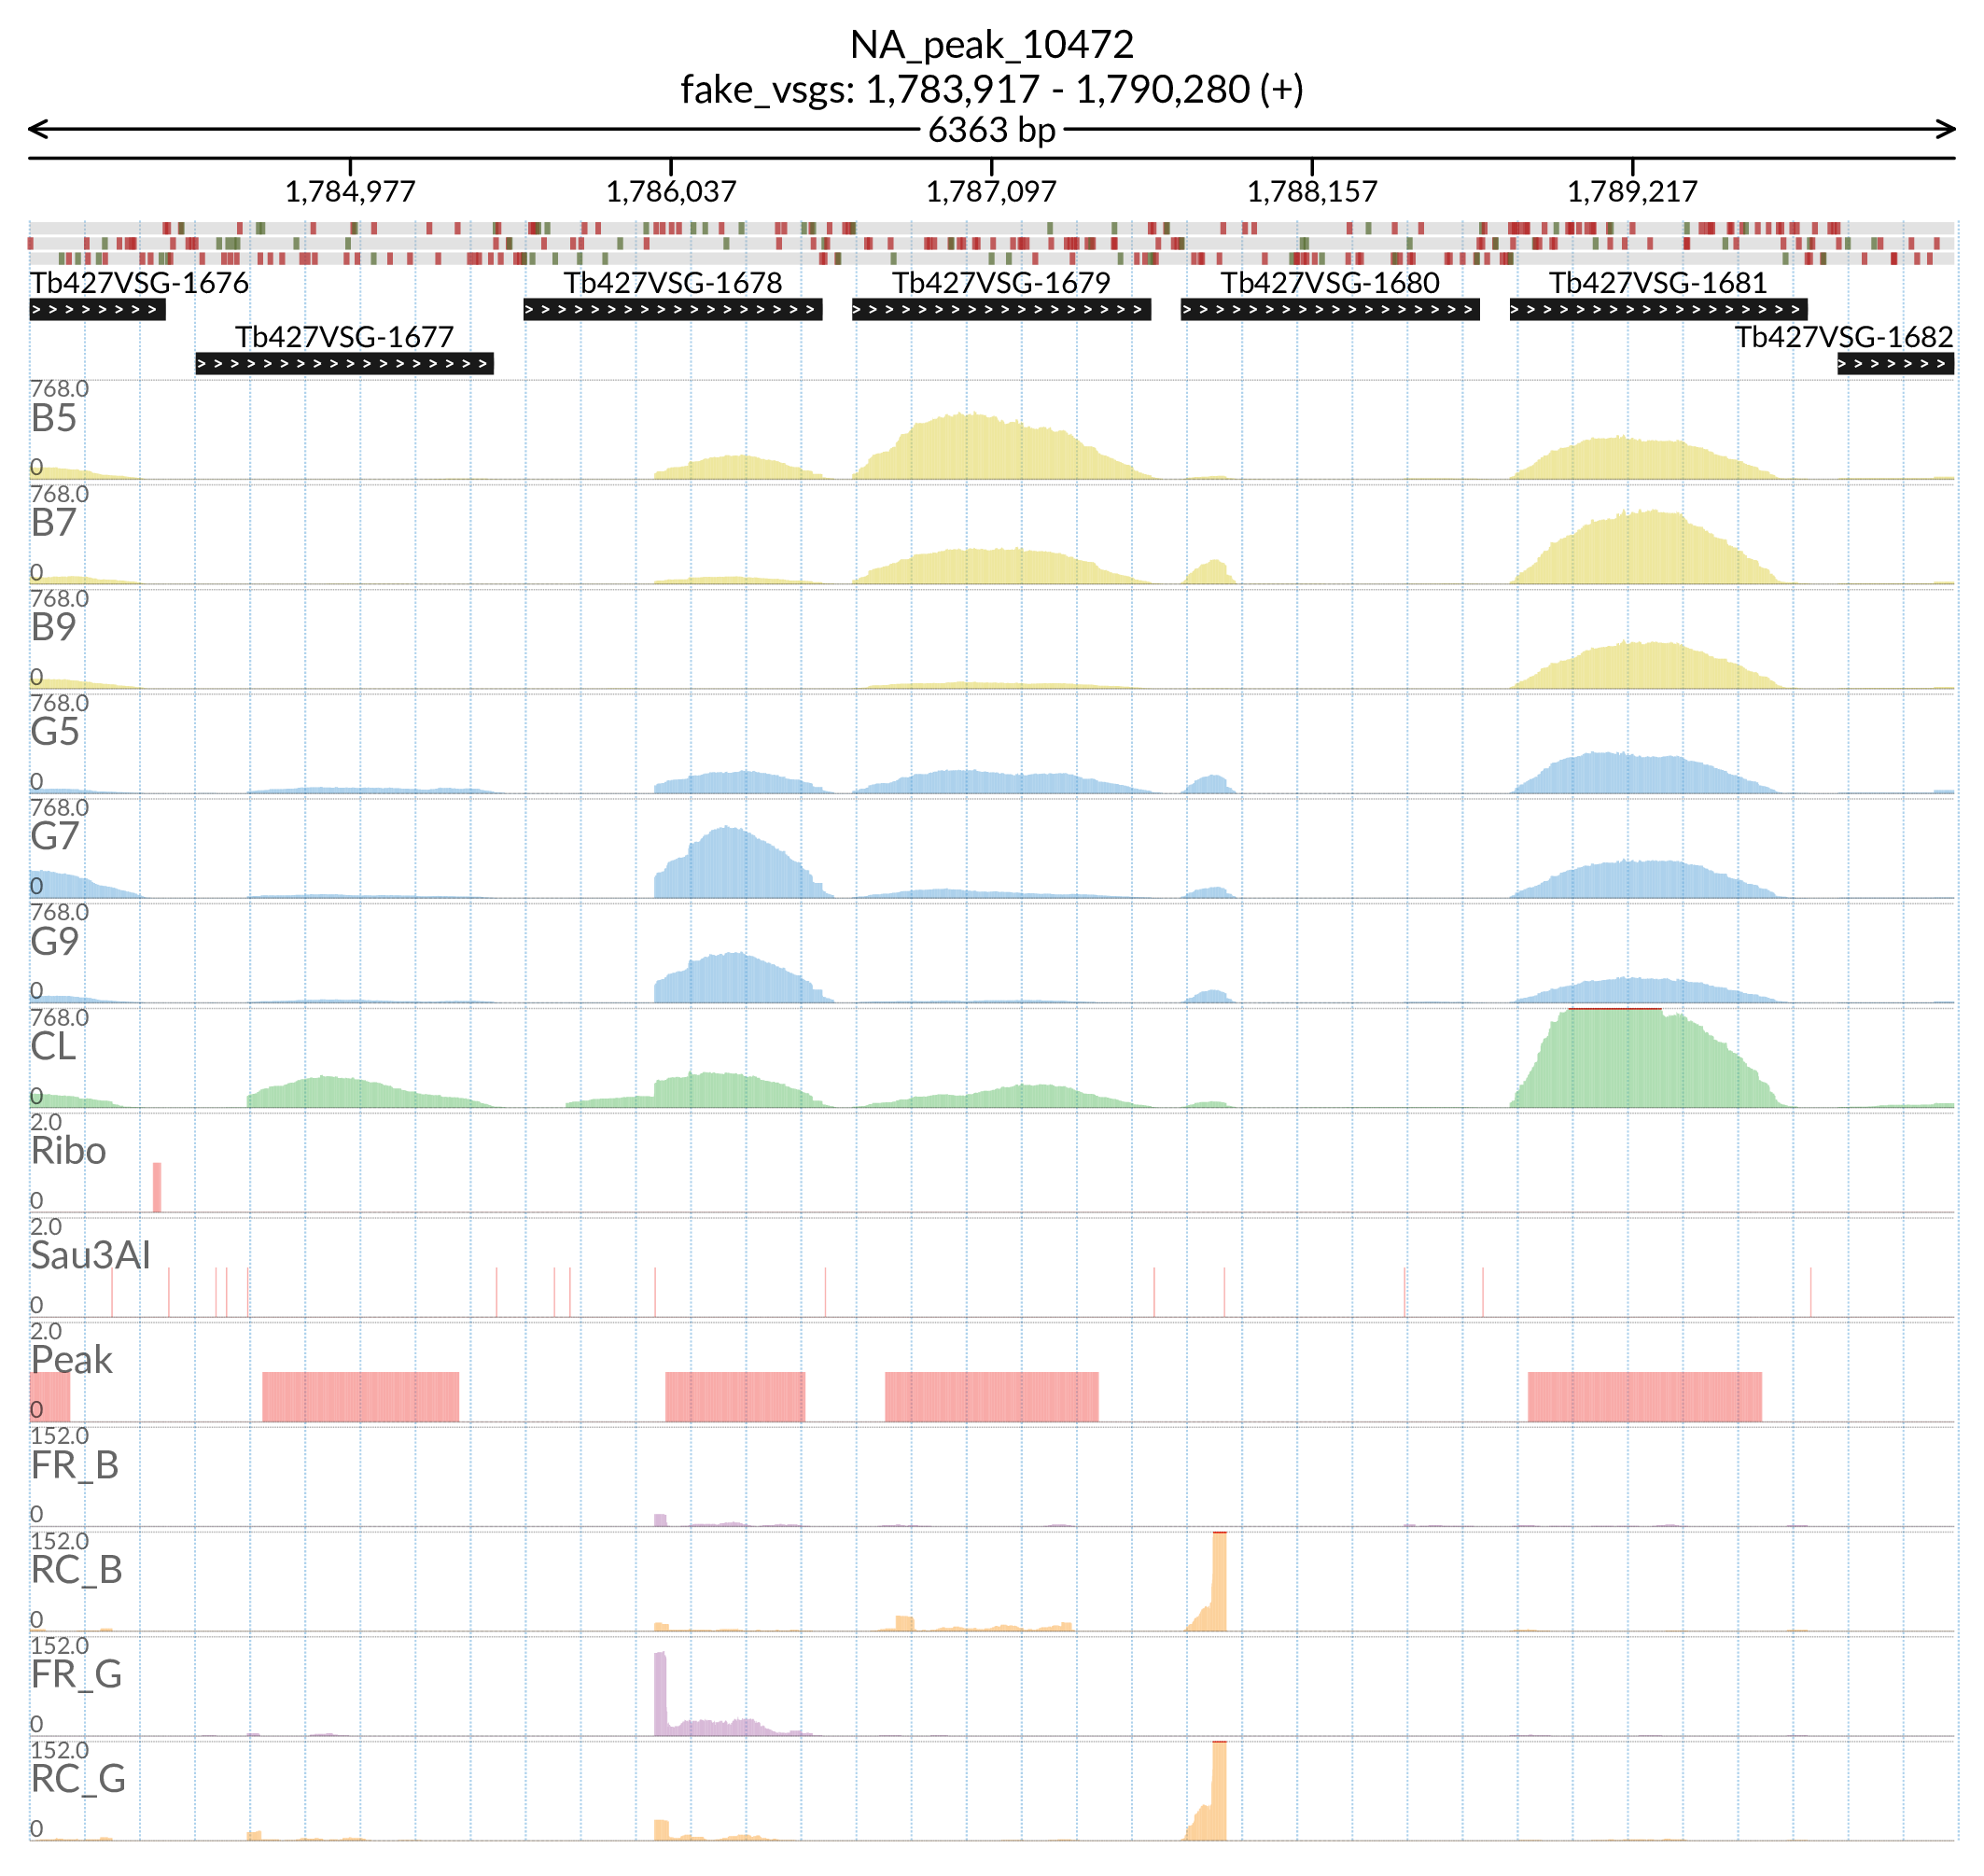 NA_peak_10472
fake_vsgs: 1,783,917 - 1,790,280 (+)
6363 bp
1,784,977 1,786,037 1,787,097 1,788,157 1,789,217
Tb427VSG-1676 Tb427VSG-1678 Tb427VSG-1679 Tb427VSG-1680 Tb427VSG-1681
Tb427VSG-1677 Tb427VSG-1682
768.0
B5
0
768.0
B7
0
768.0
B9
0
768.0
G5
0
768.0
G7
0
768.0
G9
0
768.0
CL
0
2.0
Ribo
0
2.0
Sau3AI
0
2.0
Peak
0
152.0
FR_B
0
152.0
RC_B
0
152.0
FR_G
0
152.0
RC_G
0